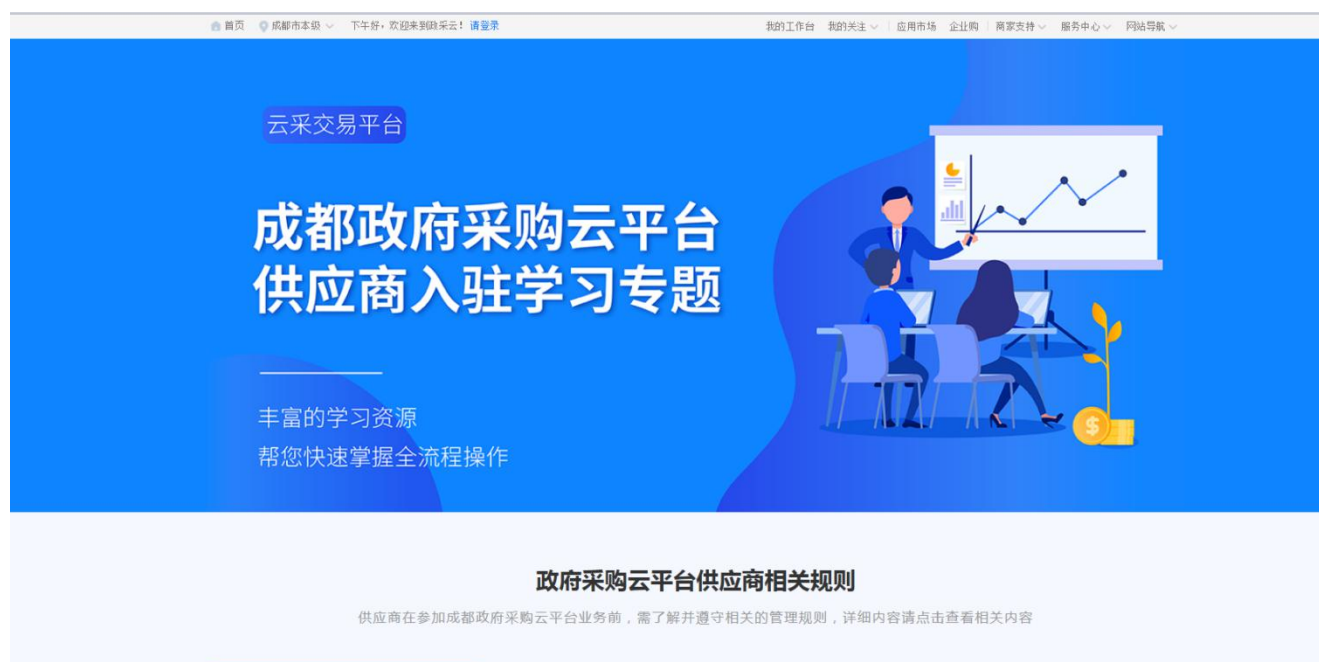 首页 成都市本级 下午好，欢迎来到政采云！请登录 我的工作台 我的关注 应用市场 企业购 商家支持 服务中心 网站导航
云采交易平台
成都政府采购云平台
供应商入驻学习专题
丰富的学习资源
帮您快速掌握全流程操作
政府采购云平台供应商相关规则
供应商在参加成都政府采购云平台业务前，需了解并遵守相关的管理规则，详细内容请点击查看相关内容